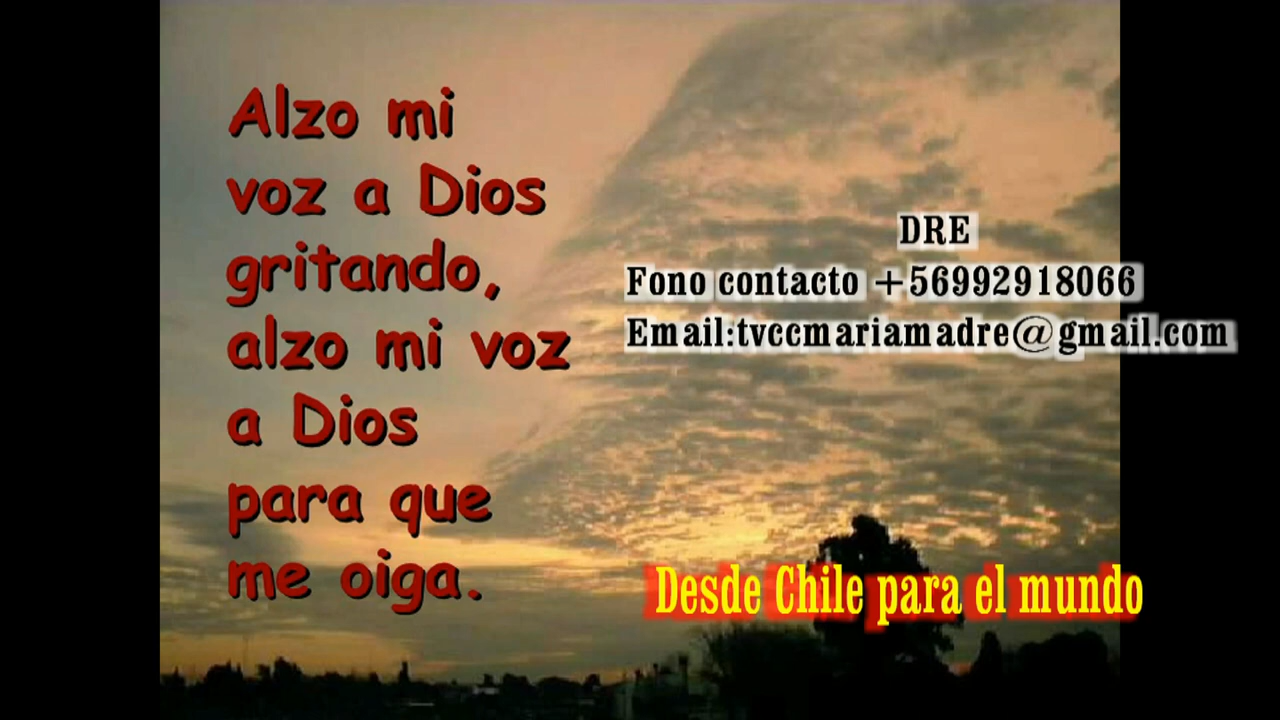 Alzo mi
voz a Dios
gritando,
alzo mi voz
a Dios
para que
me oiga.
DRE
Fono contacto +56992918066
Email:tvccmariamadre@gmail.com
Desde Chile para el mundo